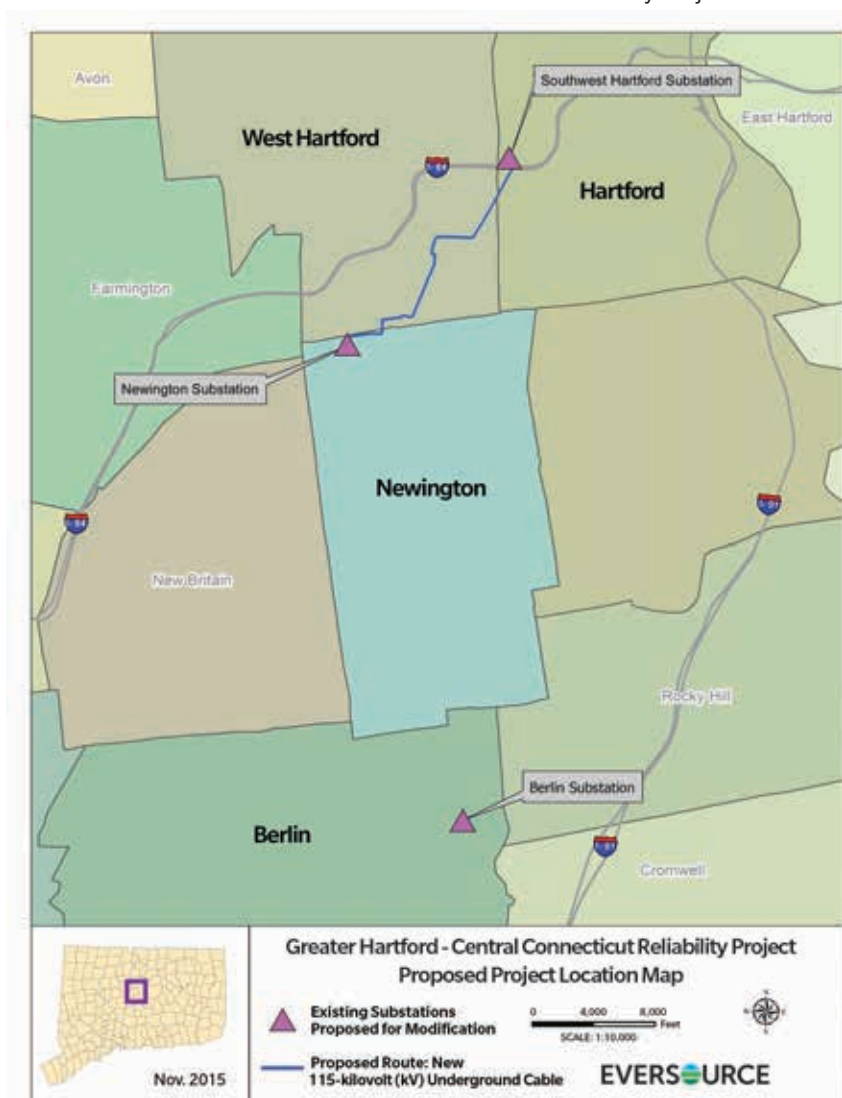 Avon
Southwest Hartford Substation
East Hartford
West Hartford
I-84
Hartford
Farmington
Newington Substation
Newington
I-91
I-84
New Britain
Rocky Hill
Berlin Substation
Berlin
I-91
Cromwell
Greater Hartford - Central Connecticut Reliability Project
Proposed Project Location Map
Existing Substations
Proposed for Modification
0 4,000 8,000
Feet
SCALE: 1:10,000
Proposed Route: New
115-kilovolt (kV) Underground Cable
Nov. 2015
EVERSOURCE